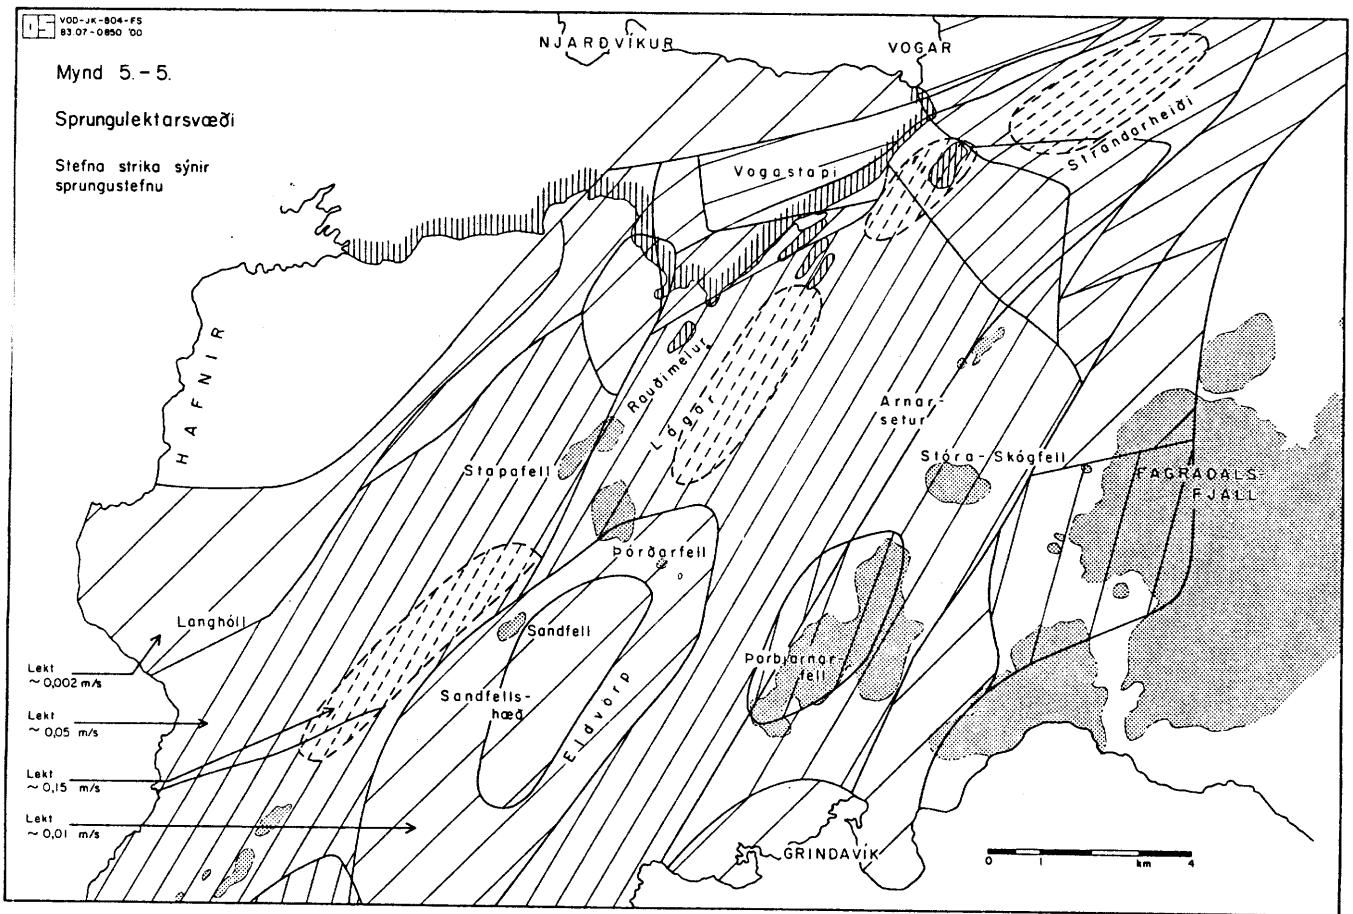 VOD-JK-804-FS
83.07-0850 '00
Mynd 5.-5.
Sprungulektarsvæði
Stefna strika sýnir
sprungustefnu
NJARÐVÍKUR
VOGAR
Strandarheiði
Vogastapi
HAFNIR
Rauðimelur
Lágar
Arnar-
setur
Stapafell
Stóra-Skógfell
FAGRADALS-
FJALL
Þórðarfell
Langhóll
Sandfell
Þorbjarnar-
fell
Sandfells-
hæð
Eldvörp
Lekt
~ 0,002 m/s
Lekt
~ 0,05 m/s
Lekt
~ 0,15 m/s
Lekt
~ 0,01 m/s
GRINDAVÍK
0 1 km 4